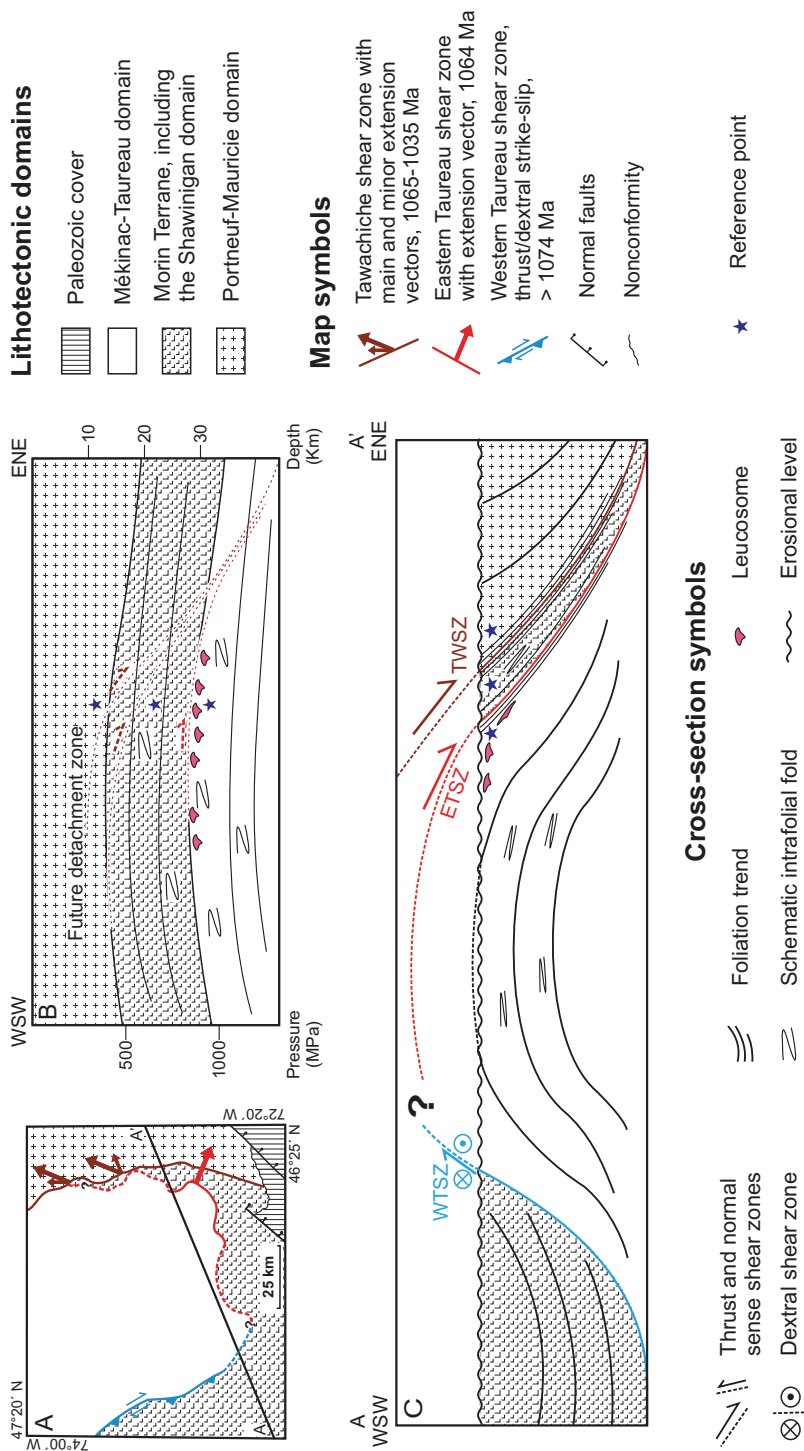 A
47°20´ N
74°00´ W
72°20´ W
46°25´ N
A
A'
?
?
25 km
B
WSW
ENE
Future detachment zone
500
1000
Pressure
(MPa)
10
20
30
Depth
(Km)
Lithotectonic domains
Paleozoic cover
Mékinac-Taureau domain
Morin Terrane, including
the Shawinigan domain
Portneuf-Mauricie domain
Map symbols
Tawachiche shear zone with
main and minor extension
vectors, 1065-1035 Ma
Eastern Taureau shear zone
with extension vector, 1064 Ma
Western Taureau shear zone,
thrust/dextral strike-slip,
> 1074 Ma
Normal faults
Nonconformity
Reference point
A
WSW
A'
ENE
C
WTSZ
?
ETSZ
TWSZ
Cross-section symbols
Thrust and normal
sense shear zones
Dextral shear zone
Foliation trend
Schematic intrafolial fold
Leucosome
Erosional level